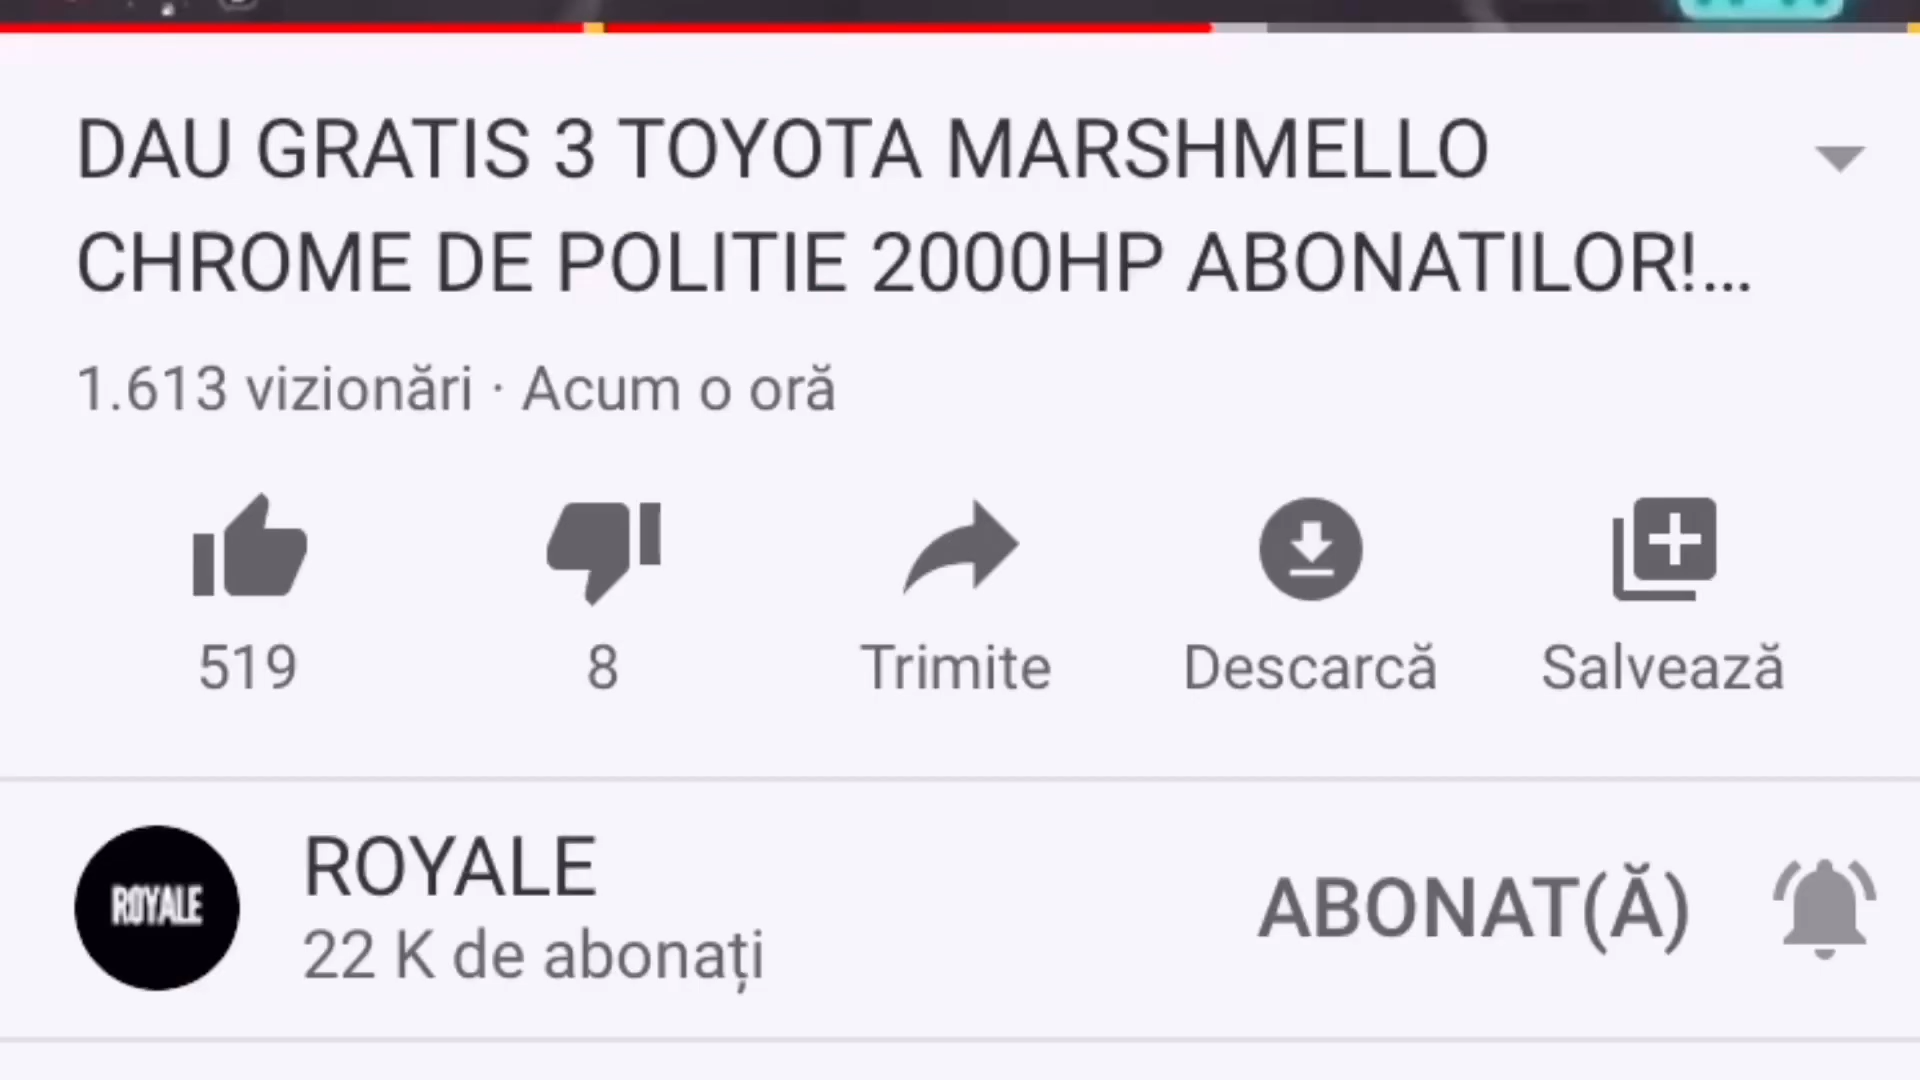 DAU GRATIS 3 TOYOTA MARSHMELLO
CHROME DE POLITIE 2000HP ABONATILOR!...
1.613 vizionări · Acum o oră
519
8
Trimite
Descarcă
Salvează
ROYALE
ROYALE
22 K de abonați
ABONAT(Ă)